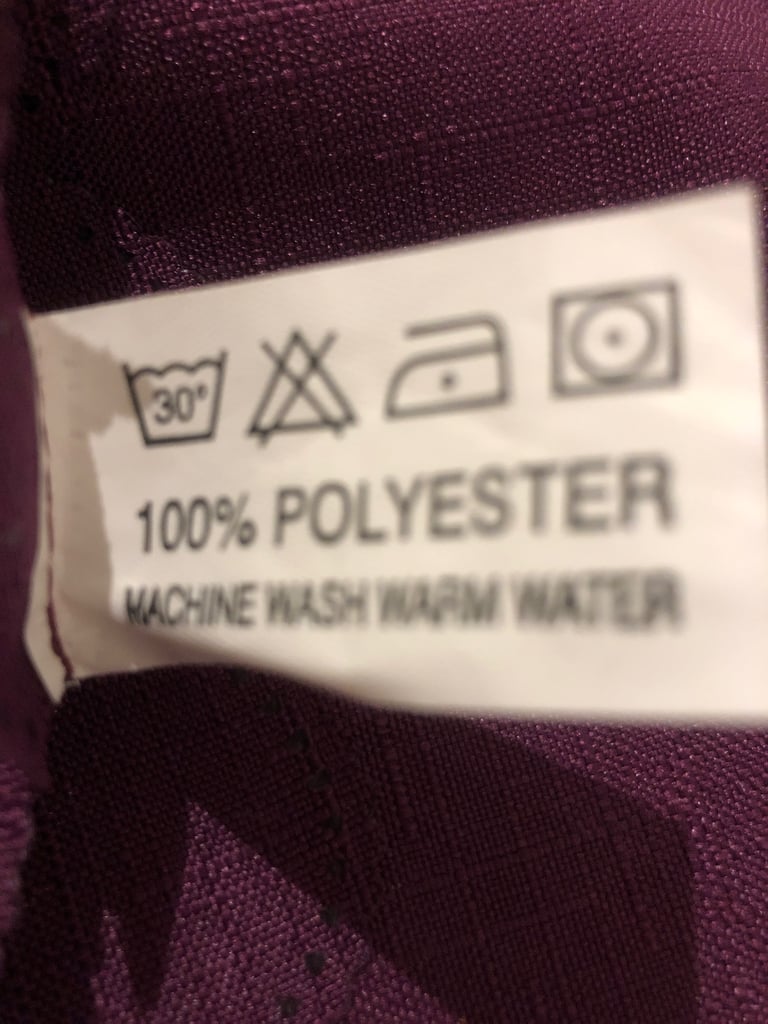 30°
100% POLYESTER
MACHINE WASH WARM WATER